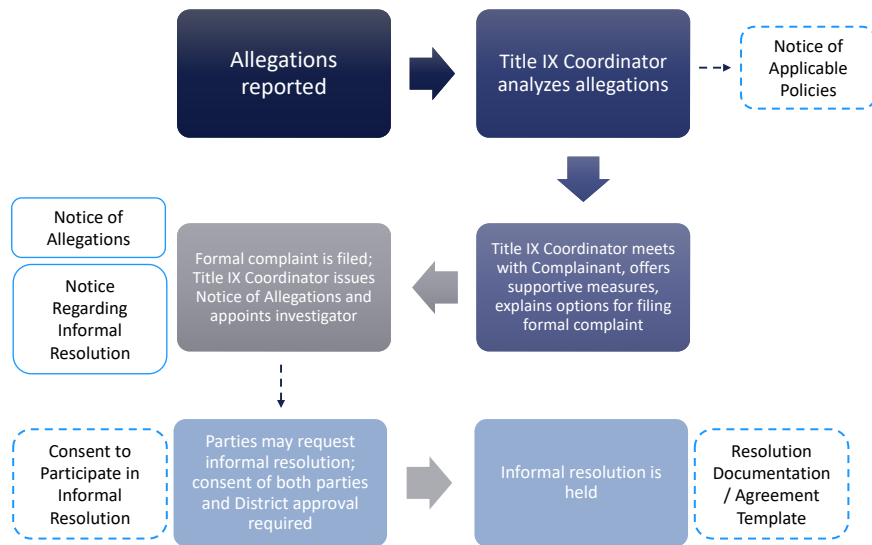 Allegations
reported
Title IX Coordinator
analyzes allegations
Notice of
Applicable
Policies
Notice of
Allegations
Notice
Regarding
Informal
Resolution
Formal complaint is filed;
Title IX Coordinator issues
Notice of Allegations and
appoints investigator
Title IX Coordinator meets
with Complainant, offers
supportive measures,
explains options for filing
formal complaint
Consent to
Participate in
Informal
Resolution
Parties may request
informal resolution;
consent of both parties
and District approval
required
Informal resolution is
held
Resolution
Documentation
/ Agreement
Template